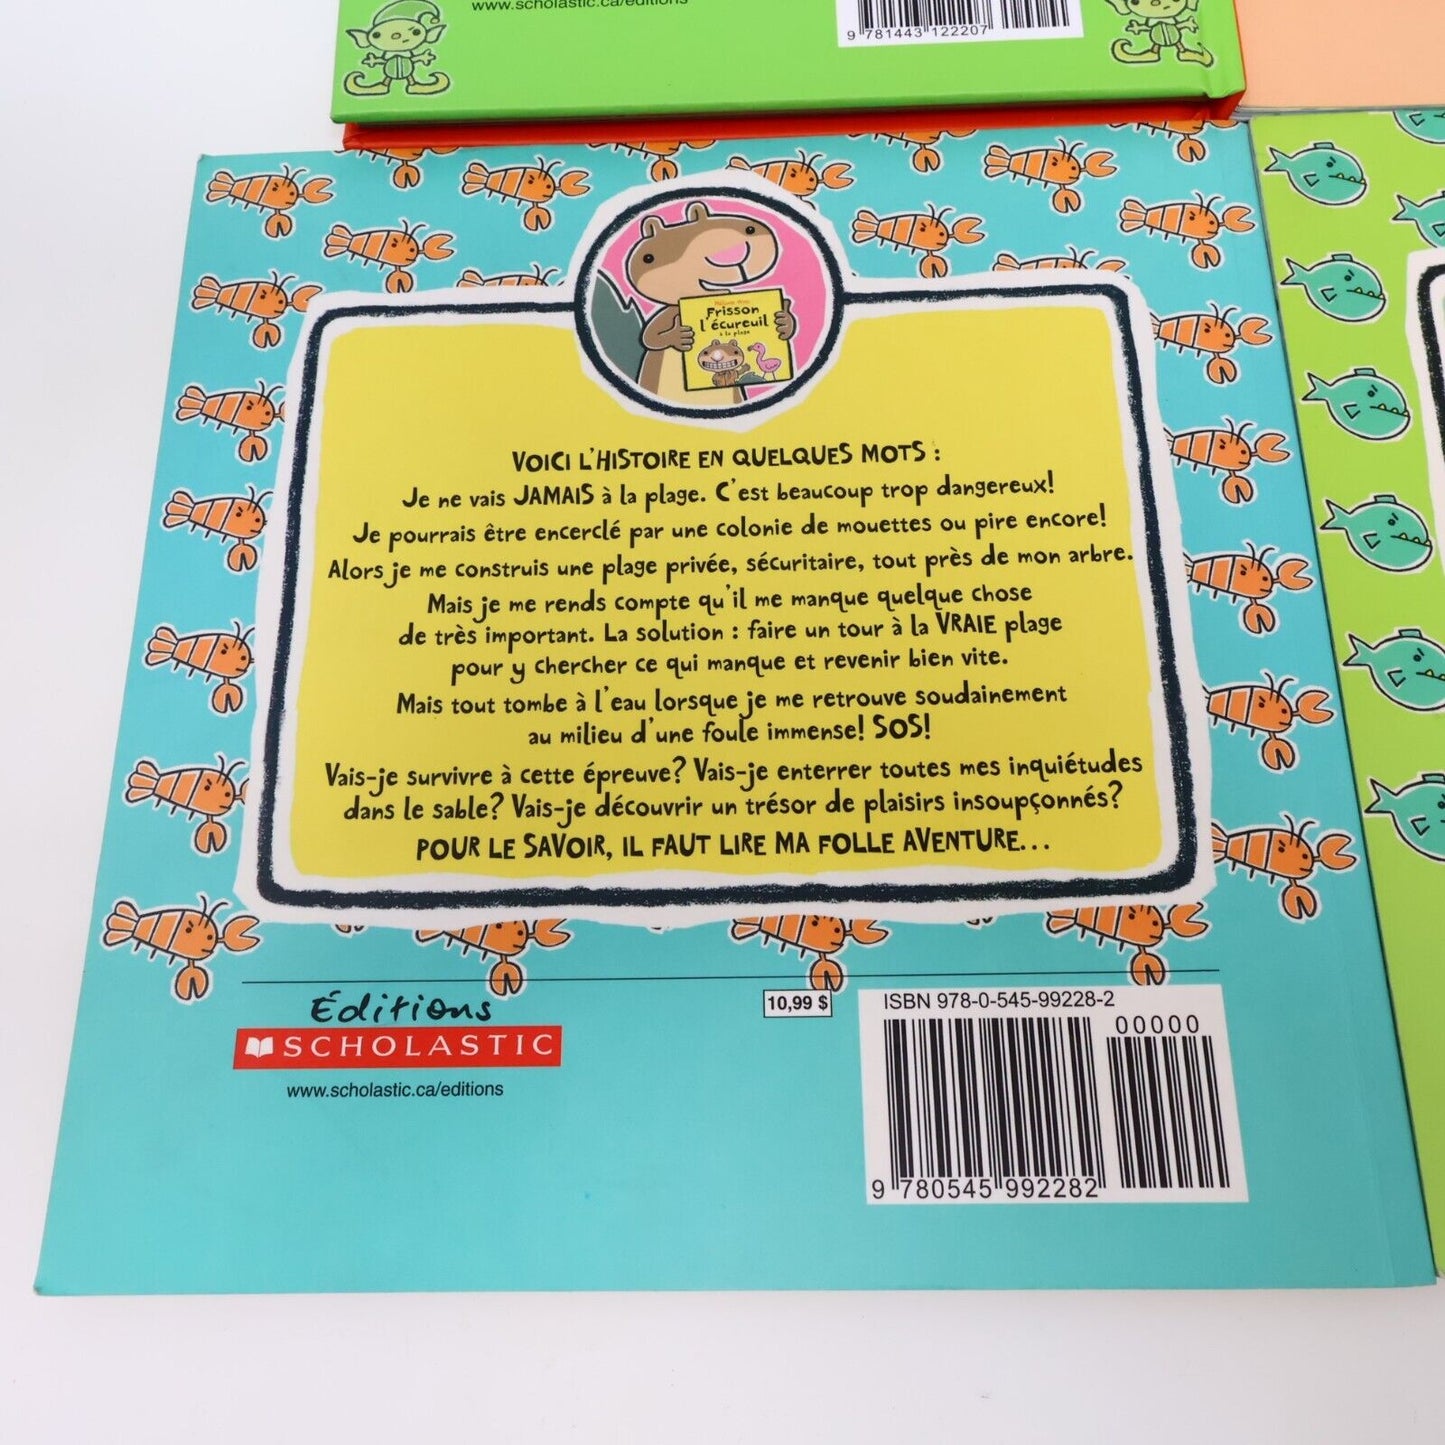 www.scholastic.ca/editions
9 781443 122207
Frisson
l'écureuil
à la plage
VOICI L'HISTOIRE EN QUELQUES MOTS :
Je ne vais JAMAIS à la plage. C'est beaucoup trop dangereux!
Je pourrais être encerclé par une colonie de mouettes ou pire encore!
Alors je me construis une plage privée, sécuritaire, tout près de mon arbre.
Mais je me rends compte qu'il me manque quelque chose
de très important. La solution : faire un tour à la VRAIE plage
pour y chercher ce qui manque et revenir bien vite.
Mais tout tombe à l'eau lorsque je me retrouve soudainement
au milieu d'une foule immense! SOS!
Vais-je survivre à cette épreuve? Vais-je enterrer toutes mes inquiétudes
dans le sable? Vais-je découvrir un trésor de plaisirs insoupçonnés?
POUR LE SAVOIR, IL FAUT LIRE MA FOLLE AVENTURE...
Éditions
SCHOLASTIC
www.scholastic.ca/editions
10,99 $
ISBN 978-0-545-99228-2
00000
9 780545 992282